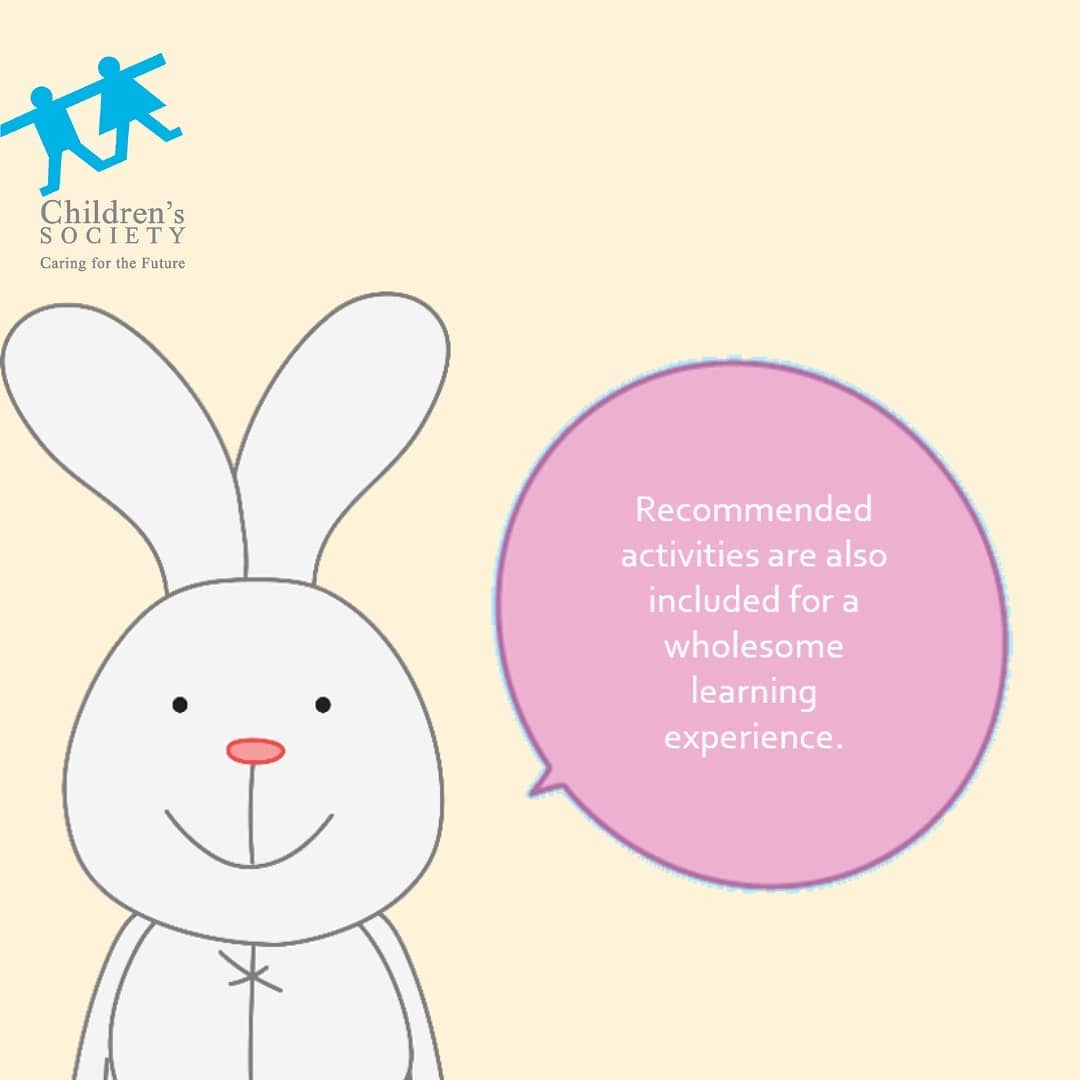 Children's
SOCIETY
Caring for the Future
Recommended
activities are also
included for a
wholesome
learning
experience.